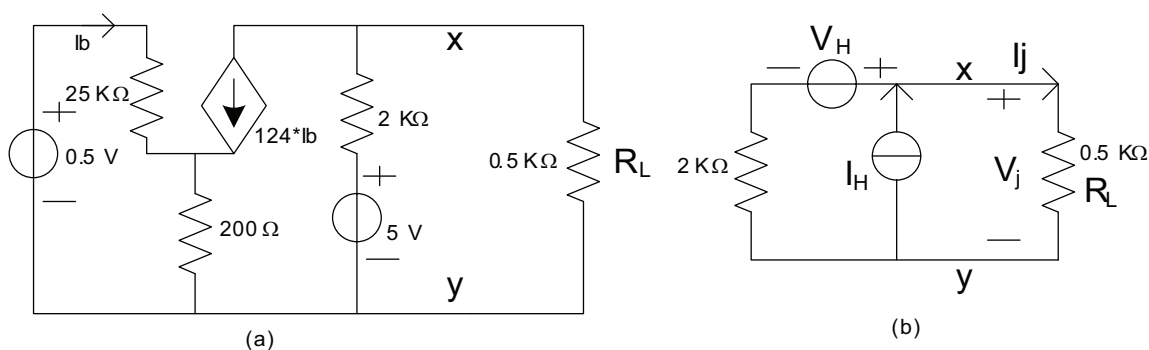 Ib
25 KΩ
0.5 V
124*Ib
200 Ω
2 KΩ
5 V
x
y
0.5 KΩ
RL
(a)
VH
x
Ij
2 KΩ
IH
Vj
0.5 KΩ
RL
y
(b)